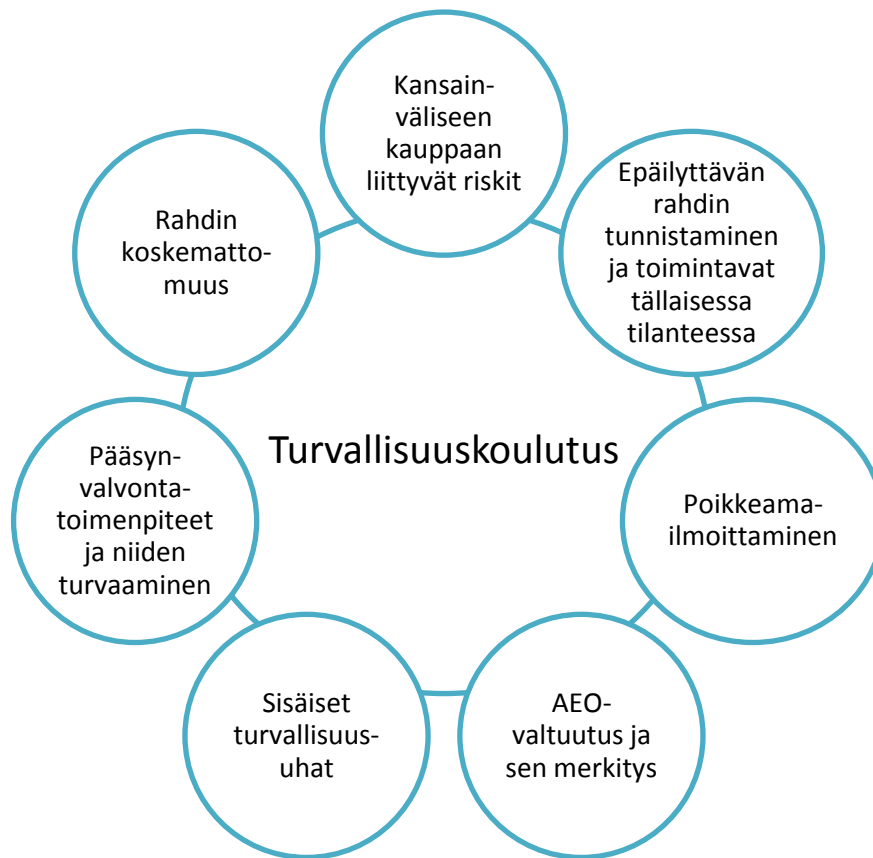 Kansain-
väliseen
kauppaan
liittyvät riskit
Epäilyttävän
rahdin
tunnistaminen
ja toimintavat
tällaisessa
tilanteessa
Poikkeama-
ilmoittaminen
AEO-
valtuutus ja
sen merkitys
Sisäiset
turvallisuus-
uhat
Pääsyn-
valvonta-
toimenpiteet
ja niiden
turvaaminen
Rahdin
koskematto-
muus
Turvallisuuskoulutus